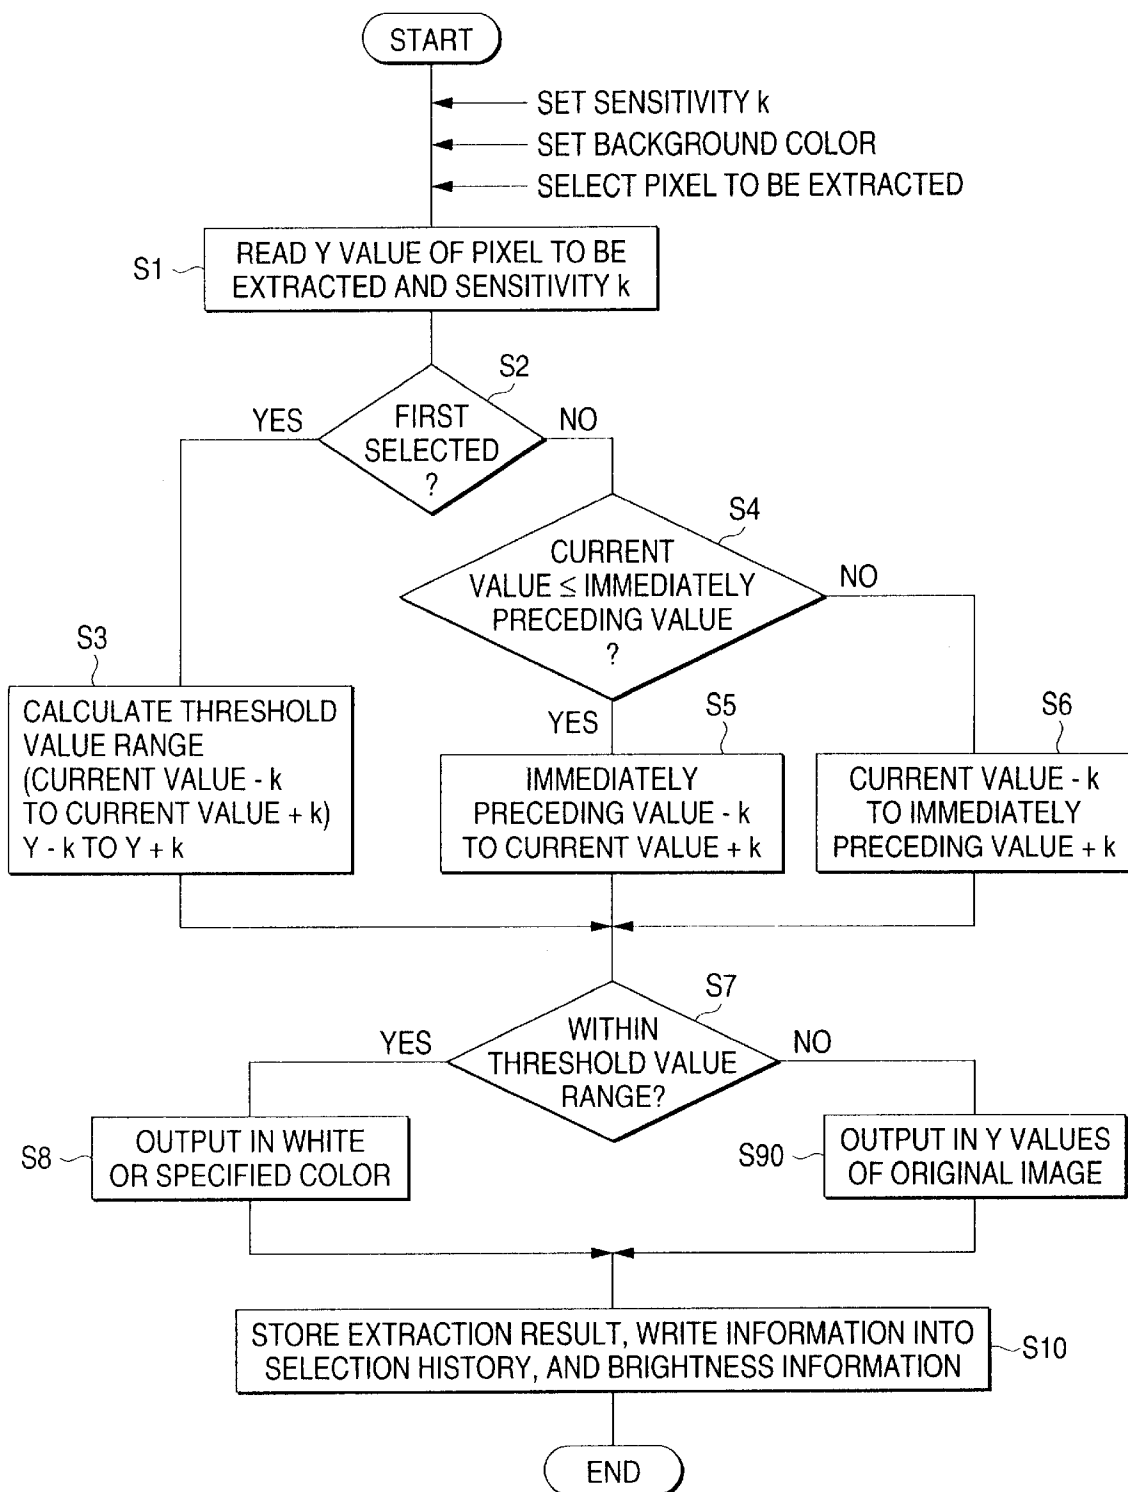 START
SET SENSITIVITY k
SET BACKGROUND COLOR
SELECT PIXEL TO BE EXTRACTED
S1
READ Y VALUE OF PIXEL TO BE
EXTRACTED AND SENSITIVITY k
S2
YES
FIRST
SELECTED
?
NO
S4
CURRENT
VALUE ≤ IMMEDIATELY
PRECEDING VALUE
?
NO
S3
CALCULATE THRESHOLD
VALUE RANGE
(CURRENT VALUE - k
TO CURRENT VALUE + k)
Y - k TO Y + k
YES
S5
IMMEDIATELY
PRECEDING VALUE - k
TO CURRENT VALUE + k
S6
CURRENT VALUE - k
TO IMMEDIATELY
PRECEDING VALUE + k
S7
YES
WITHIN
THRESHOLD VALUE
RANGE?
NO
S8
OUTPUT IN WHITE
OR SPECIFIED COLOR
S90
OUTPUT IN Y VALUES
OF ORIGINAL IMAGE
STORE EXTRACTION RESULT, WRITE INFORMATION INTO
SELECTION HISTORY, AND BRIGHTNESS INFORMATION
S10
END